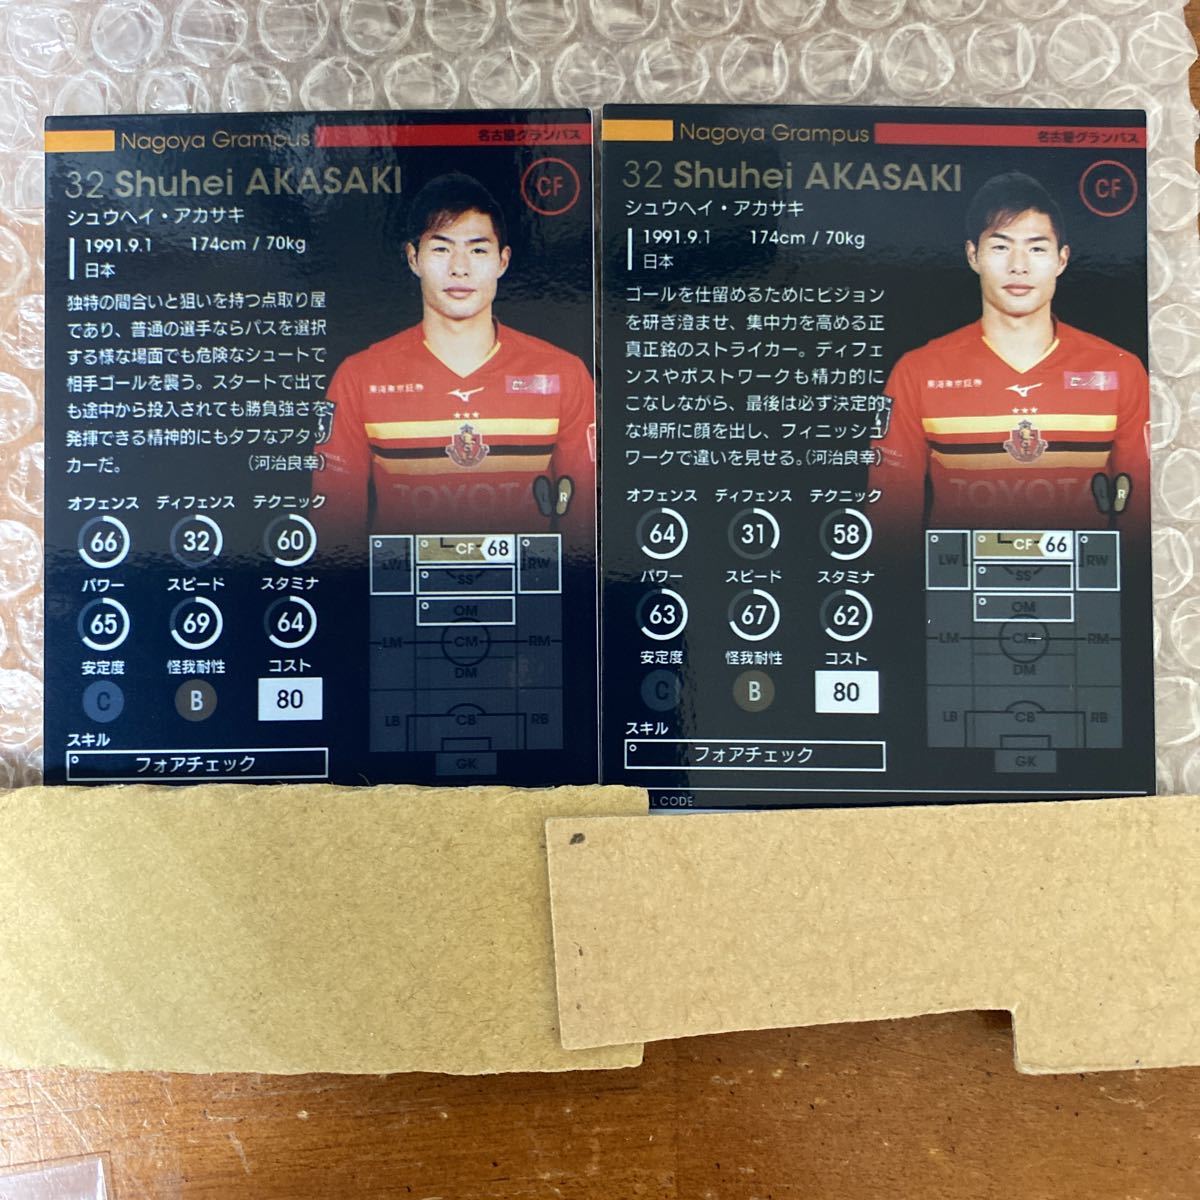 Nagoya Grampus 名古屋グランパス
32 Shuhei AKASAKI CF
シュウヘイ・アカサキ
1991.9.1 174cm / 70kg
日本
独特の間合いと狙いを持つ点取り屋
であり、普通の選手ならパスを選択
する様な場面でも危険なシュートで
相手ゴールを襲う。スタートで出て
も途中から投入されても勝負強さを
発揮できる精神的にもタフなアタッ
カーだ。 (河治良幸)
東海東京証券
TOYOTA
L R
オフェンス ディフェンス テクニック
66 32 60
パワー スピード スタミナ
65 69 64
安定度 怪我耐性 コスト
C B 80
スキル
フォアチェック
LW CF 68 RW
SS
OM
LM CM RM
DM
LB CB RB
GK
Nagoya Grampus 名古屋グランパス
32 Shuhei AKASAKI CF
シュウヘイ・アカサキ
1991.9.1 174cm / 70kg
日本
ゴールを仕留めるためにビジョン
を研ぎ澄ませ、集中力を高める正
真正銘のストライカー。ディフェ
ンスやポストワークも精力的に
こなしながら、最後は必ず決定的
な場所に顔を出し、フィニッシュ
ワークで違いを見せる。(河治良幸)
東海東京証券
TOYOTA
L R
オフェンス ディフェンス テクニック
64 31 58
パワー スピード スタミナ
63 67 62
安定度 怪我耐性 コスト
C B 80
スキル
フォアチェック
LW CF 66 RW
SS
OM
LM CM RM
DM
LB CB RB
GK
L CODE